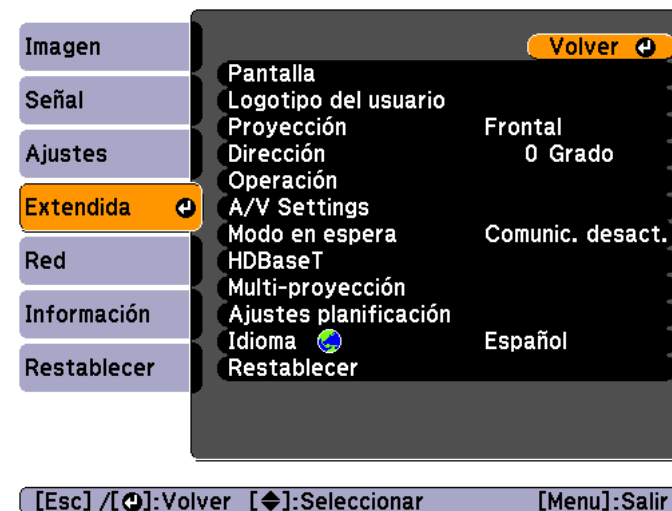 Imagen
Señal
Ajustes
Extendida
Red
Información
Restablecer
Volver
Pantalla
Logotipo del usuario
Proyección Frontal
Dirección 0 Grado
Operación
A/V Settings
Modo en espera Comunic. desact.
HDBaseT
Multi-proyección
Ajustes planificación
Idioma Español
Restablecer
[Esc] /[⏎]:Volver [◆]:Seleccionar [Menu]:Salir